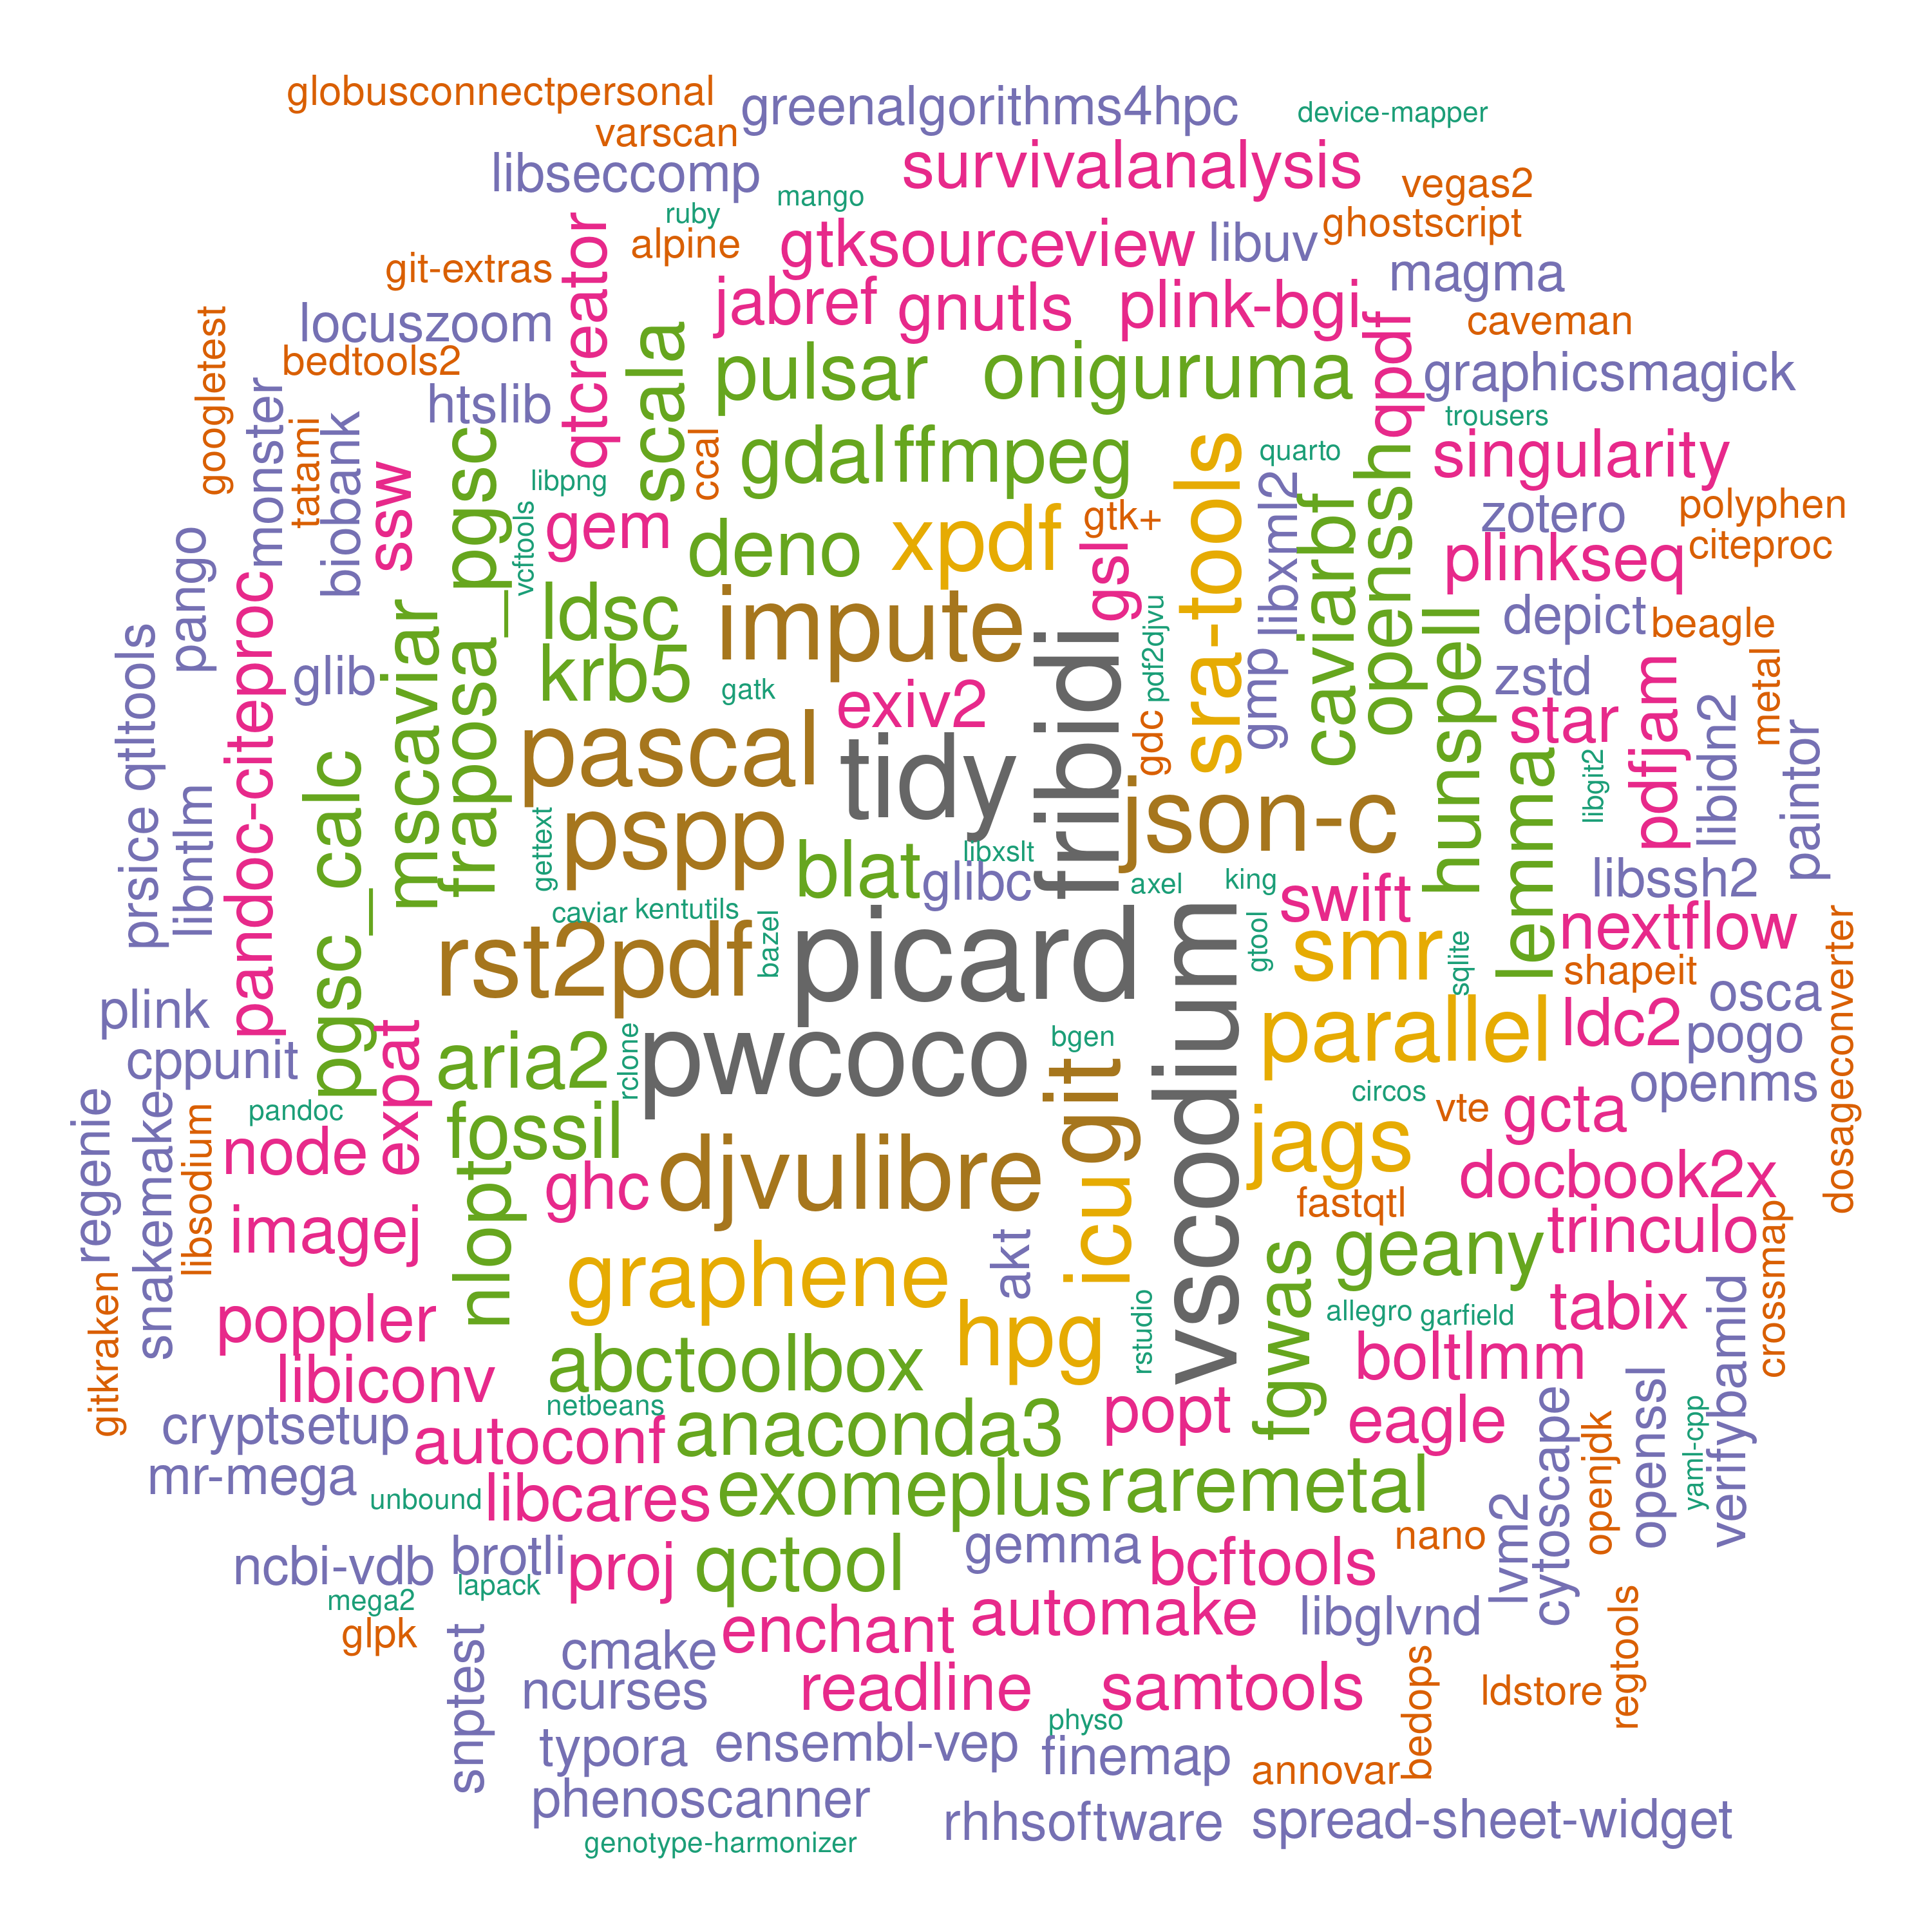 globusconnectpersonal
greenalgorithms4hpc
device-mapper
varscan
survivalanalysis
libseccomp
mango
vegas2
ruby
ghostscript
alpine
gtksourceview
libuv
git-extras
qtcreator
magma
jabref
gnutls
plink-bgi
locuszoom
caveman
bedtools2
scala
pulsar
oniguruma
qpdf
graphicsmagick
googletest
htslib
trousers
monster
tatami
biobank
ssw
pgsc_calc
fraposa_pgsc
ccal
gdal
ffmpeg
sra-tools
quarto
singularity
libpng
vcftools
gem
deno
xpdf
gtk+
gsl
libxml2
caviarbf
openssh
zotero
polyphen
plinkseq
citeproc
pango
ldsc
impute
pdf2djvu
depict
beagle
qtltools
pandoc-citeproc
glib
mscaviar
krb5
gatk
exiv2
fribidi
gdc
gmp
hunspell
zstd
star
pdfjam
libidn2
metal
paintor
pascal
tidy
json-c
lemma
libgit2
prsice
libntlm
gettext
pspp
blat
libxslt
glibc
axel
king
swift
libssh2
caviar
kentutils
bazel
rst2pdf
picard
vscodium
gtool
smr
sqlite
nextflow
shapeit
osca
dosageconverter
plink
cppunit
expat
aria2
rclone
pwcoco
bgen
git
parallel
ldc2
pogo
regenie
snakemake
libsodium
pandoc
node
fossil
circos
vte
gcta
openms
jags
imagej
nlopt
ghc
djvulibre
icu
fastqtl
docbook2x
trinculo
crossmap
gitkraken
poppler
graphene
akt
hpg
rstudio
fgwas
geany
allegro
garfield
tabix
verifybamid
libiconv
abctoolbox
boltlmm
netbeans
cryptsetup
autoconf
anaconda3
popt
eagle
cytoscape
openjdk
openssl
yaml-cpp
mr-mega
unbound
libcares
exomeplus
raremetal
lvm2
ncbi-vdb
brotli
lapack
proj
qctool
gemma
bcftools
nano
mega2
glpk
snptest
cmake
enchant
automake
libglvnd
regtools
ncurses
readline
samtools
bedops
ldstore
physo
typora
ensembl-vep
finemap
annovar
phenoscanner
rhhsoftware
spread-sheet-widget
genotype-harmonizer